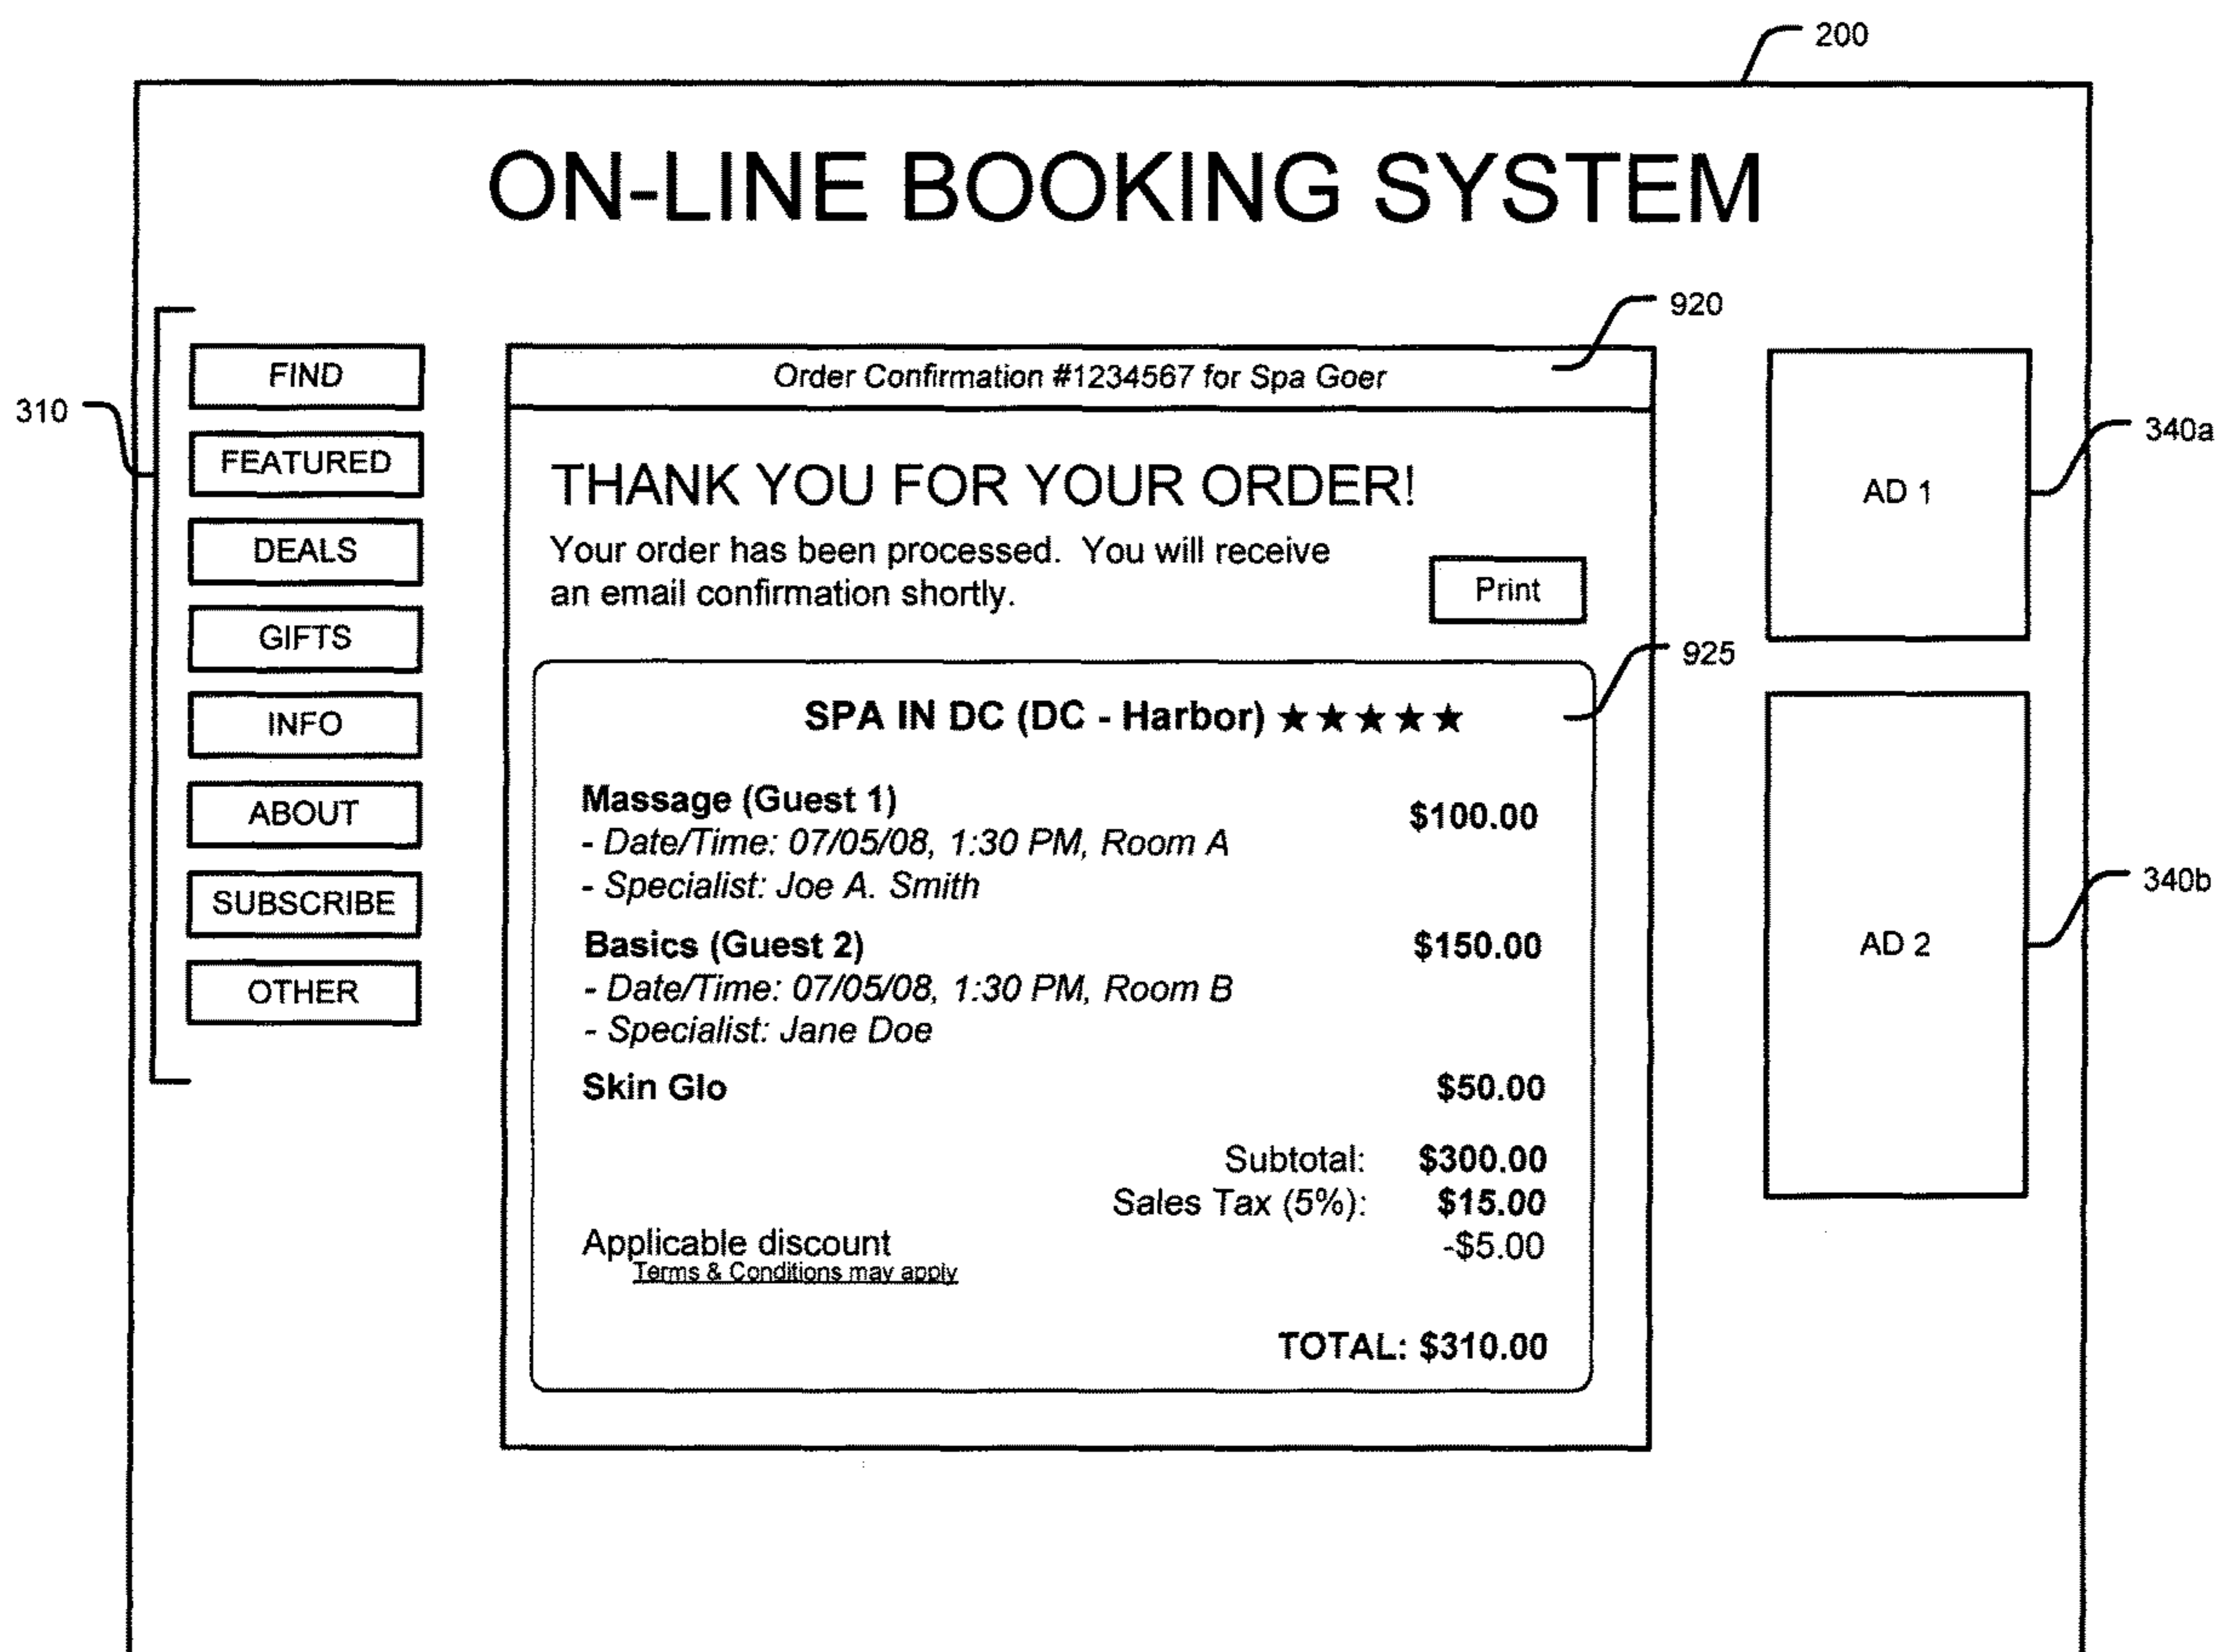 200
ON-LINE BOOKING SYSTEM
310
FIND
FEATURED
DEALS
GIFTS
INFO
ABOUT
SUBSCRIBE
OTHER
920
Order Confirmation #1234567 for Spa Goer
THANK YOU FOR YOUR ORDER!
Your order has been processed. You will receive
an email confirmation shortly.
Print
925
SPA IN DC (DC - Harbor) ★★★★★
Massage (Guest 1) $100.00
- Date/Time: 07/05/08, 1:30 PM, Room A
- Specialist: Joe A. Smith
Basics (Guest 2) $150.00
- Date/Time: 07/05/08, 1:30 PM, Room B
- Specialist: Jane Doe
Skin Glo $50.00
Subtotal: $300.00
Sales Tax (5%): $15.00
Applicable discount -$5.00
Terms & Conditions may apply
TOTAL: $310.00
AD 1
340a
AD 2
340b